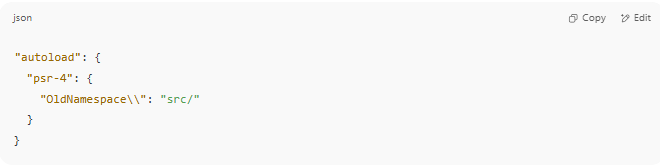 json
Copy
Edit
"autoload": {
  "psr-4": {
    "OldNamespace\\": "src/"
  }
}